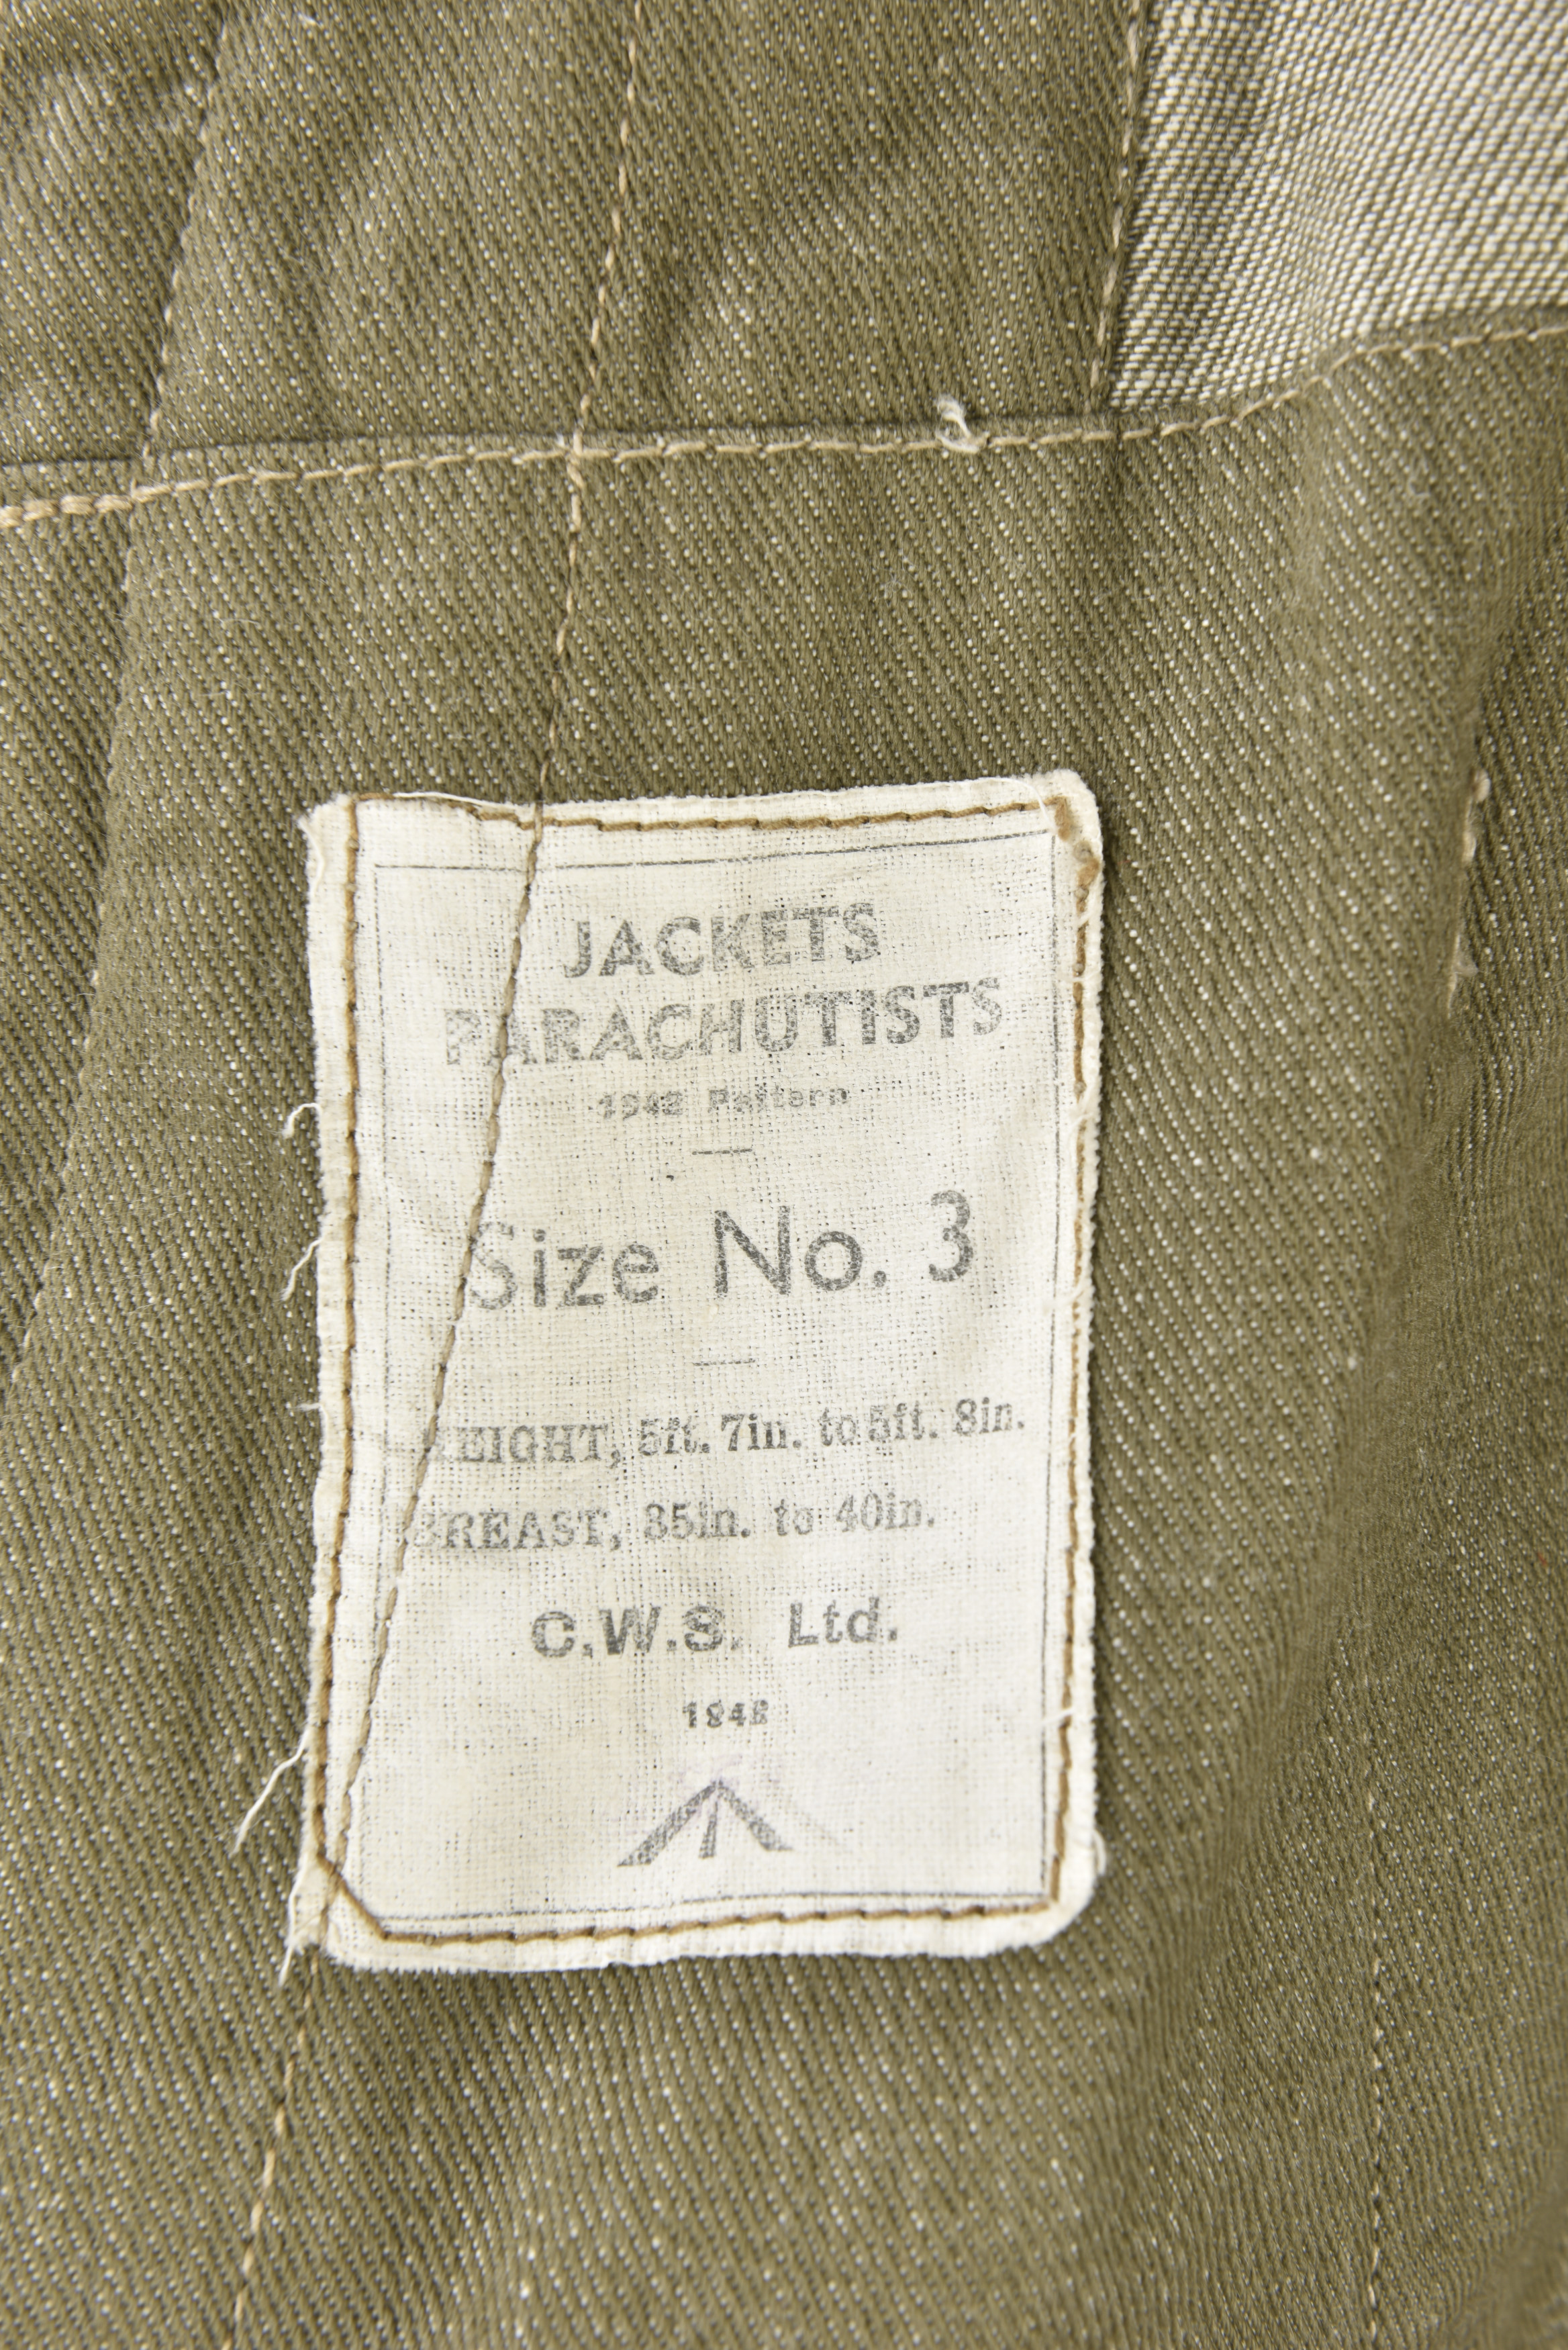 JACKETS
PARACHUTISTS
1942 Pattern
Size No. 3
HEIGHT, 5ft. 7in. to 5ft. 8in.
BREAST, 35in. to 40in.
C.W.S. Ltd.